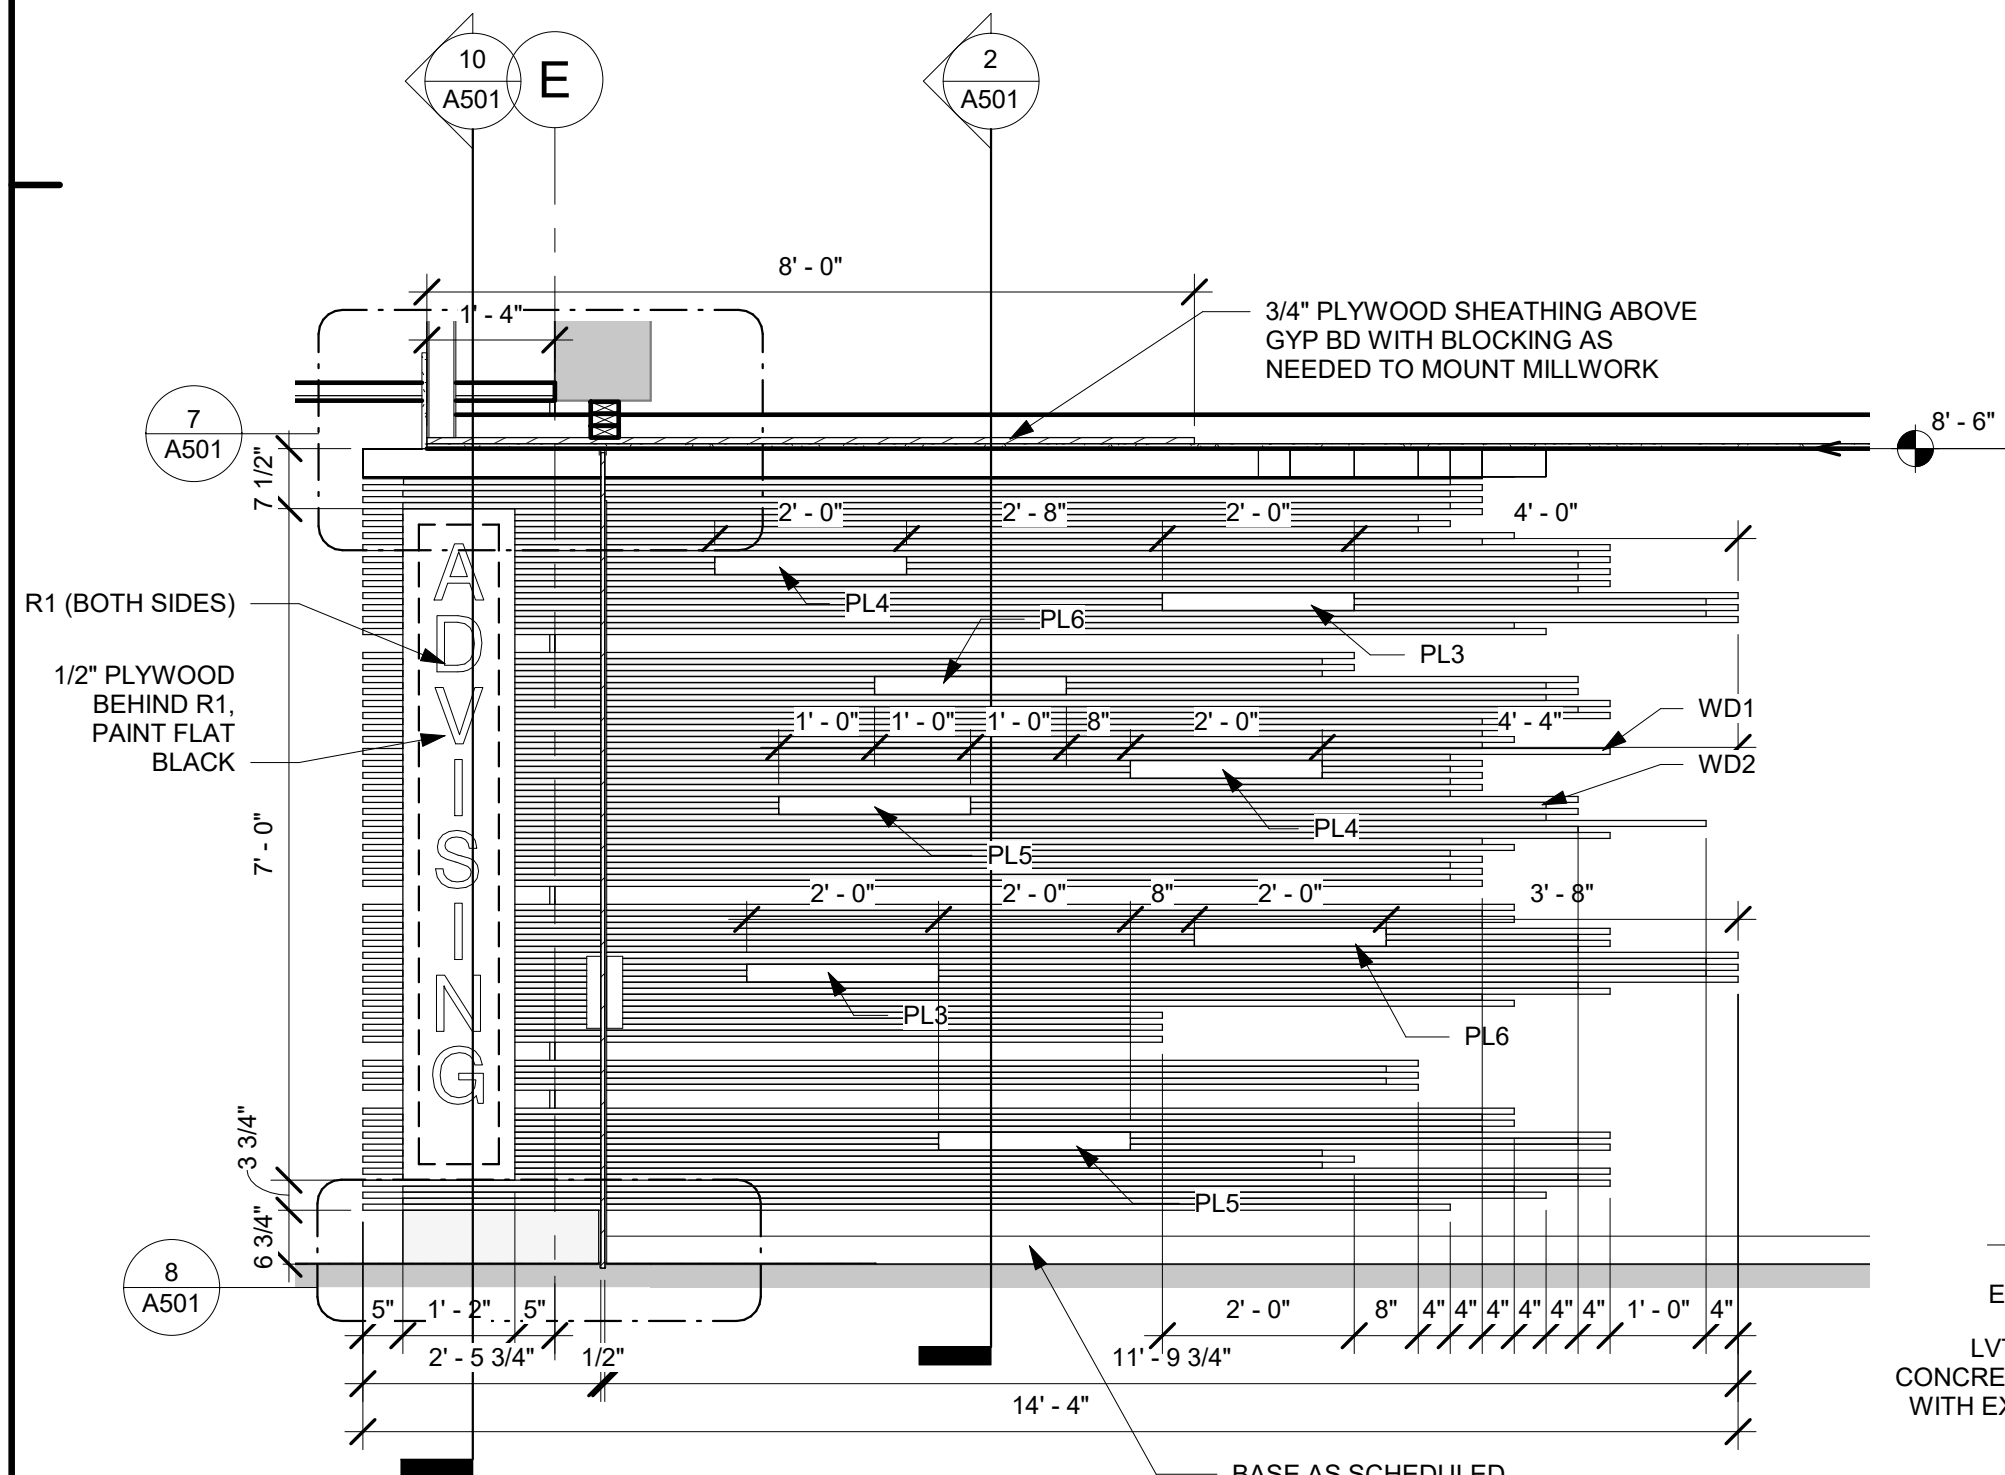 10
A501
E
2
A501
8' - 0"
1' - 4"
3/4" PLYWOOD SHEATHING ABOVE
GYP BD WITH BLOCKING AS
NEEDED TO MOUNT MILLWORK
7
A501
8' - 6"
7 1/2"
2' - 0"
2' - 8"
2' - 0"
4' - 0"
R1 (BOTH SIDES)
1/2" PLYWOOD
BEHIND R1,
PAINT FLAT
BLACK
ADVISING
PL4
PL6
PL3
WD1
WD2
1' - 0"
1' - 0"
1' - 0"
8"
2' - 0"
4' - 4"
PL4
PL5
7' - 0"
2' - 0"
2' - 0"
8"
2' - 0"
3' - 8"
PL3
PL6
3 3/4"
PL5
6 3/4"
8
A501
5"
1' - 2"
5"
2' - 0"
8"
4"
4"
4"
4"
4"
4"
1' - 0"
4"
2' - 5 3/4"
1/2"
11' - 9 3/4"
14' - 4"
BASE AS SCHEDULED
E
LVT
CONCRE
WITH EX